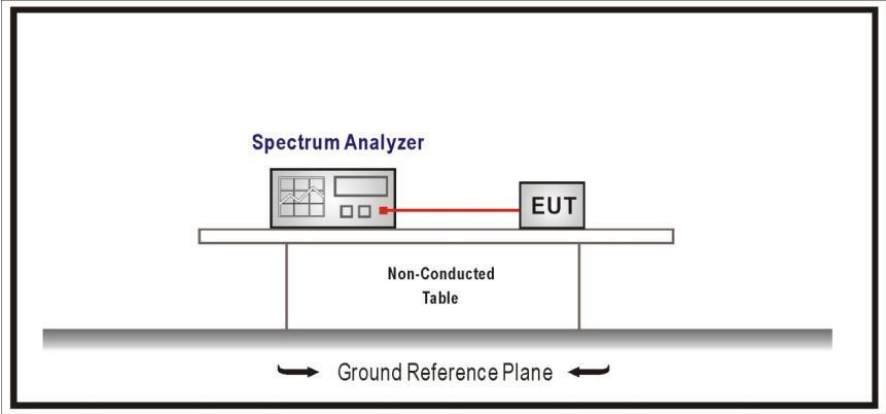 Spectrum Analyzer
EUT
Non-Conducted
Table
Ground Reference Plane